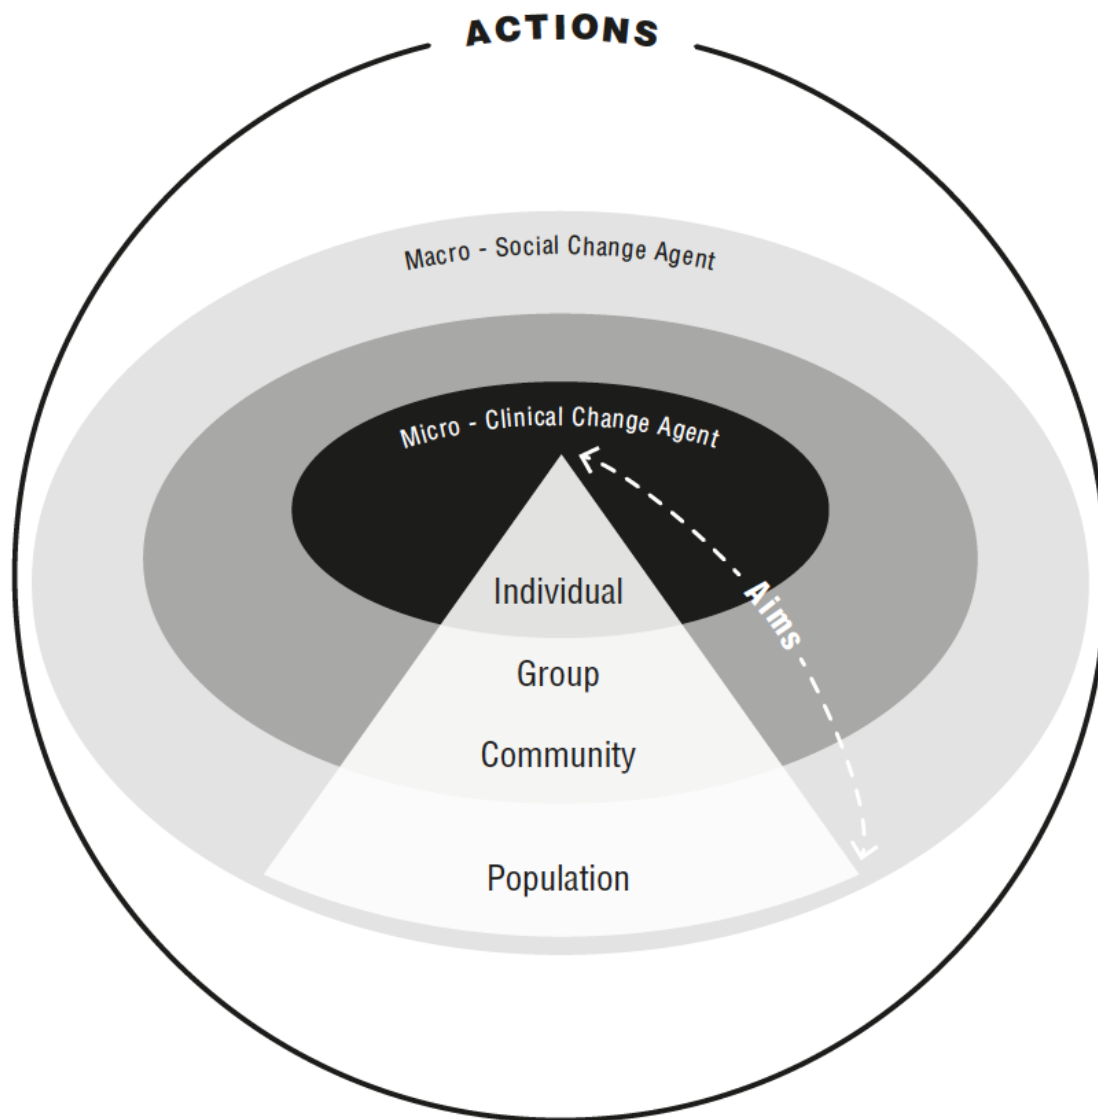 ACTIONS
Macro - Social Change Agent
Micro - Clinical Change Agent
Individual
Aims
Group
Community
Population